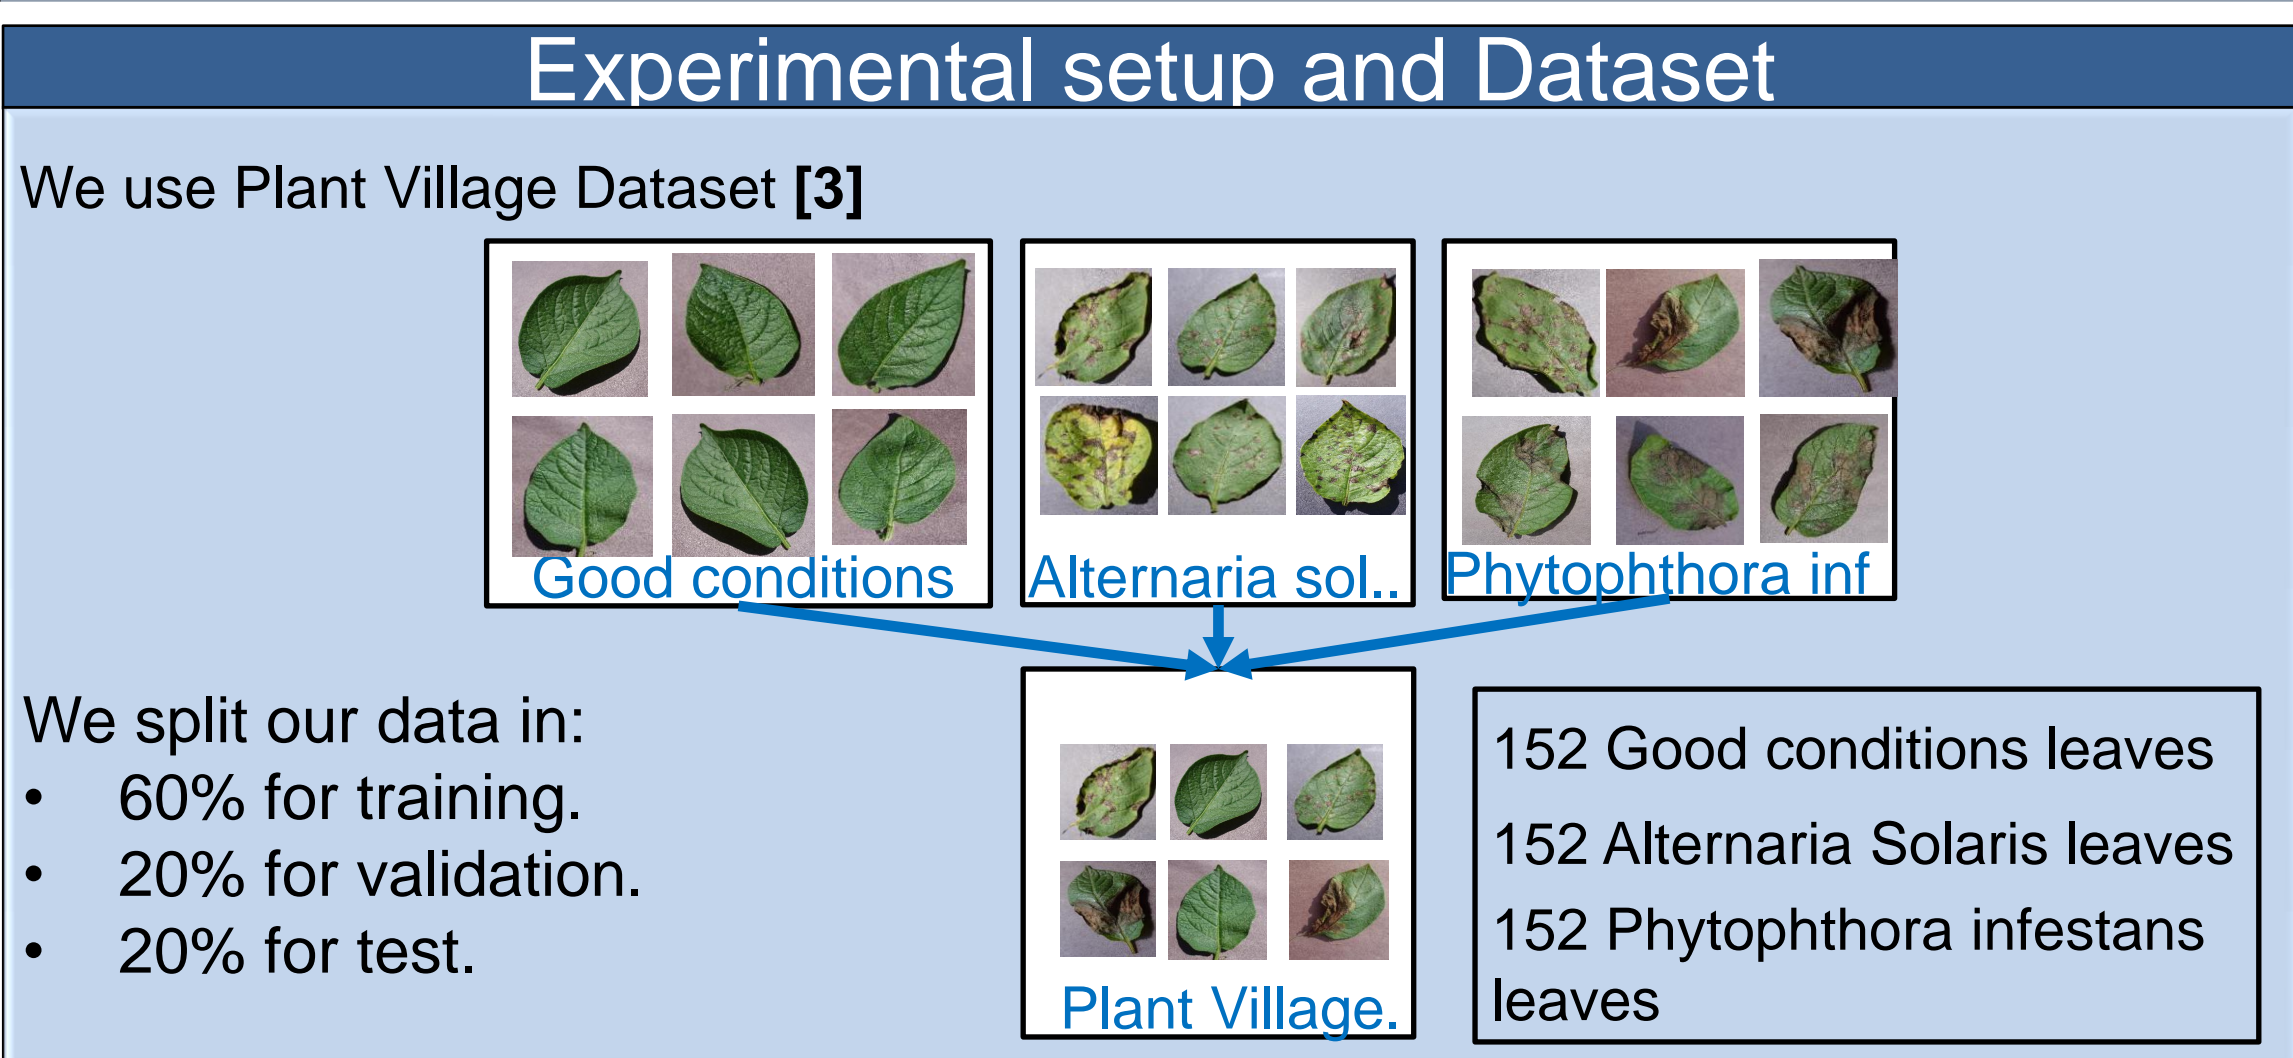 Experimental setup and Dataset
We use Plant Village Dataset [3]
Good conditions
Alternaria sol..
Phytophthora inf
We split our data in:
• 60% for training.
• 20% for validation.
• 20% for test.
Plant Village.
152 Good conditions leaves
152 Alternaria Solaris leaves
152 Phytophthora infestans
leaves